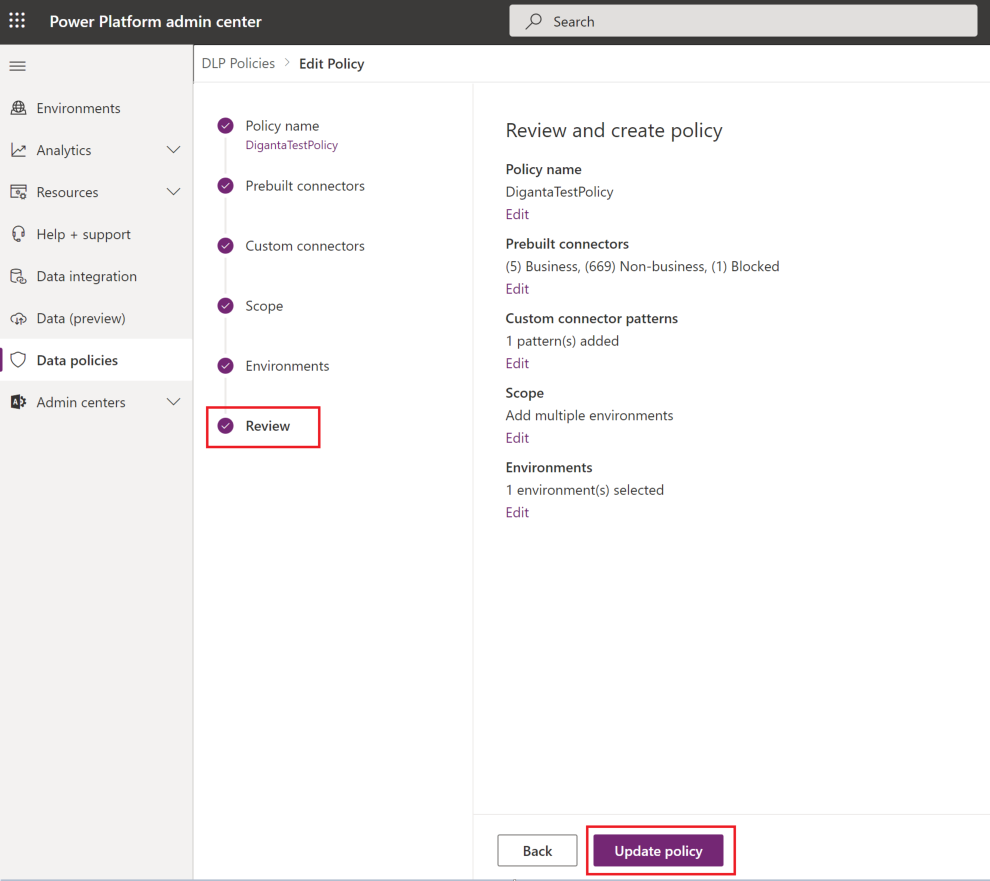 Power Platform admin center
Search
DLP Policies > Edit Policy
Environments
Analytics
Resources
Help + support
Data integration
Data (preview)
Data policies
Admin centers
Policy name
DigantaTestPolicy
Prebuilt connectors
Custom connectors
Scope
Environments
Review
Review and create policy
Policy name
DigantaTestPolicy
Edit
Prebuilt connectors
(5) Business, (669) Non-business, (1) Blocked
Edit
Custom connector patterns
1 pattern(s) added
Edit
Scope
Add multiple environments
Edit
Environments
1 environment(s) selected
Edit
Back
Update policy